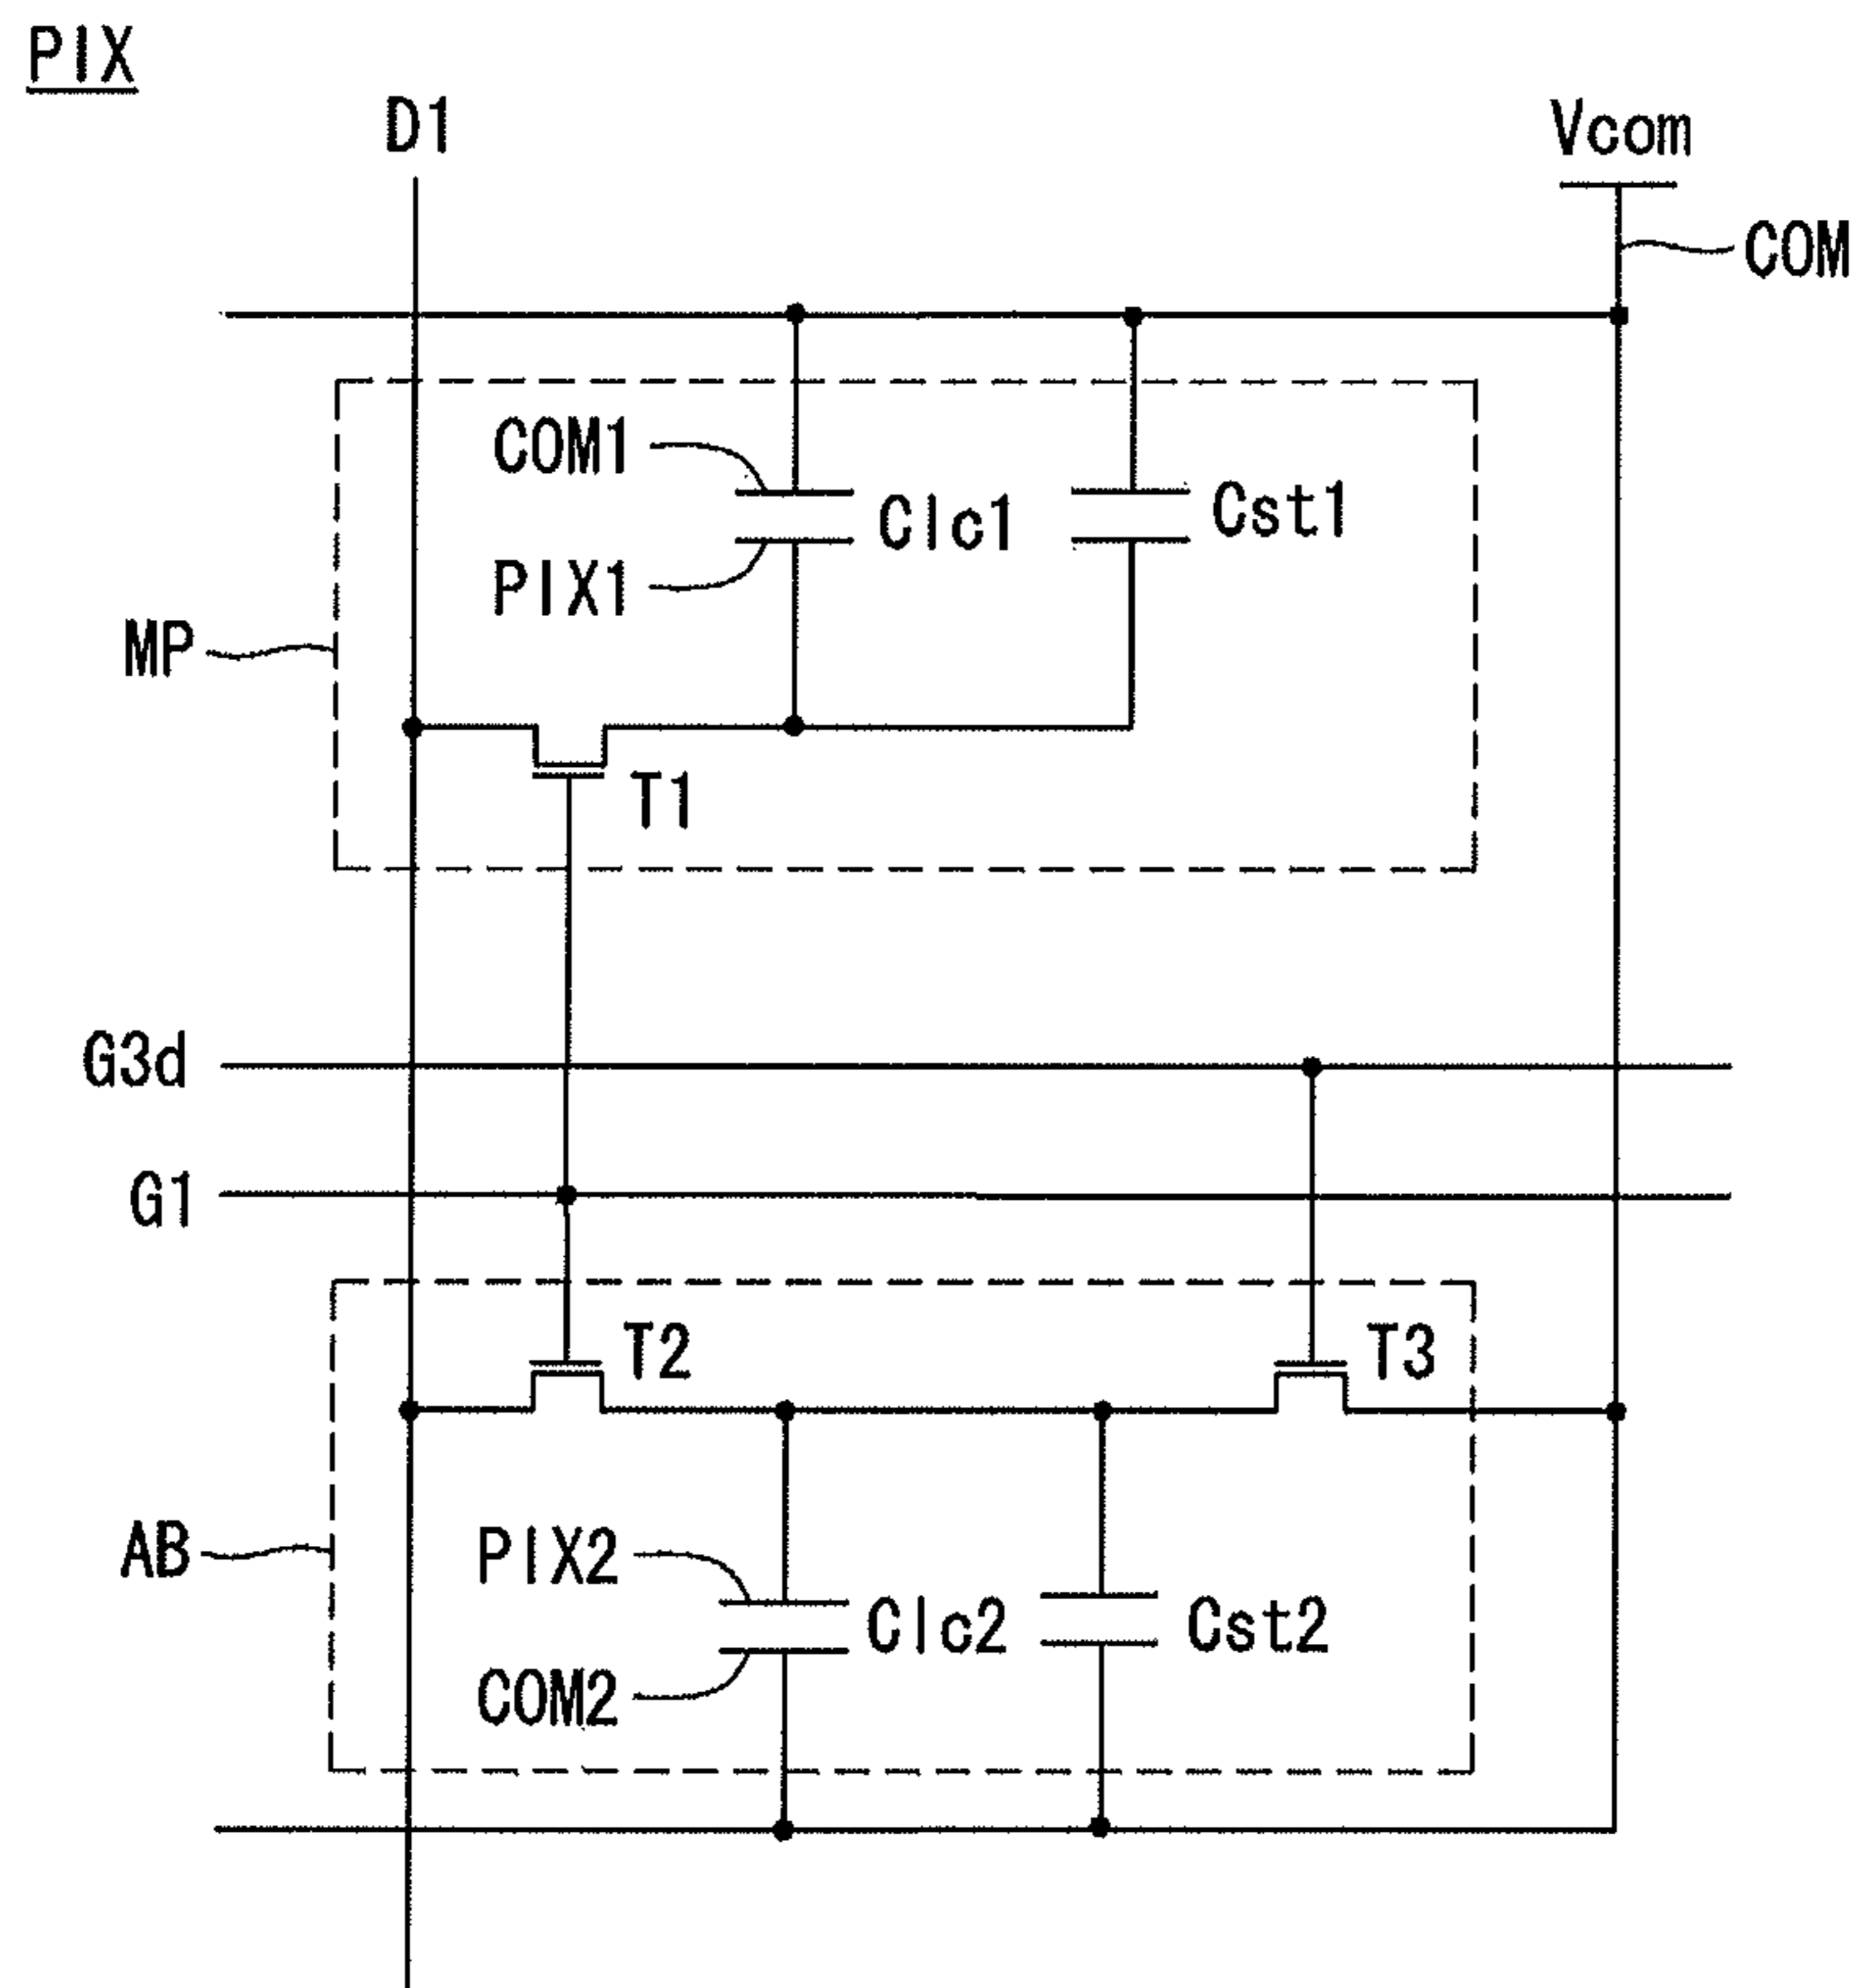 PIX
D1
Vcom
COM
COM1
Clc1
Cst1
PIX1
MP
T1
G3d
G1
T2
T3
AB
PIX2
Clc2
Cst2
COM2